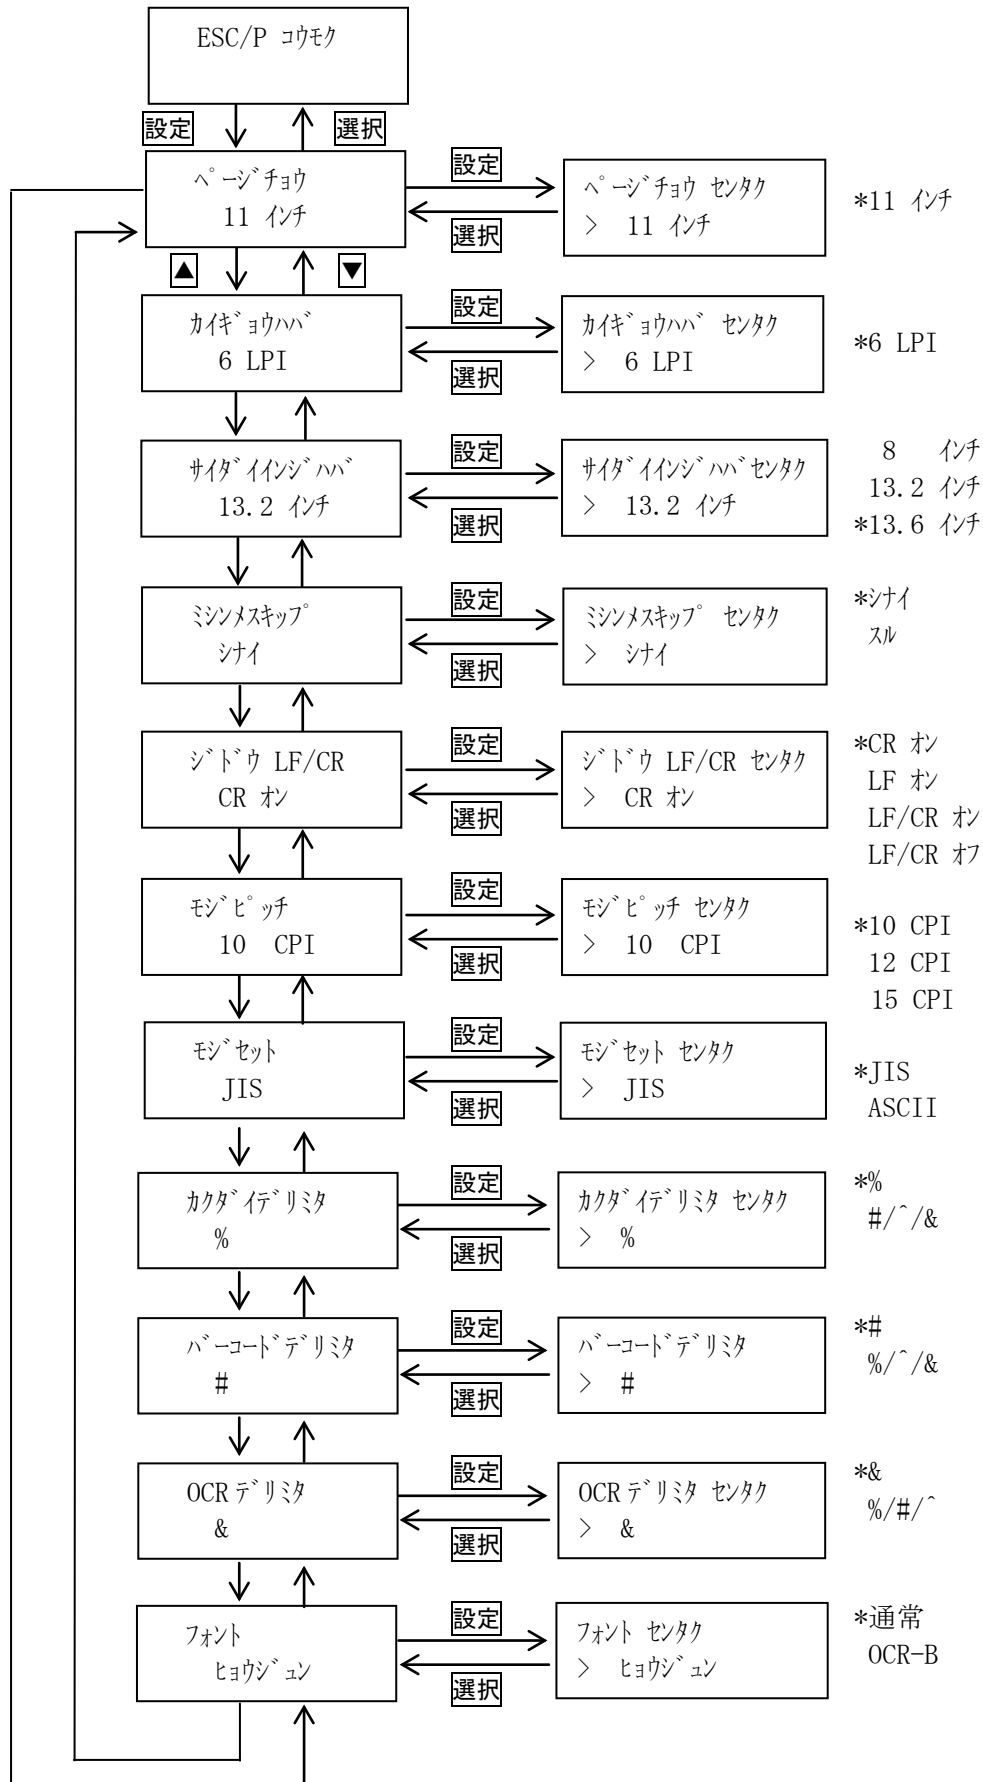 ESC/P ｺｳﾓｸ
設定
選択
ﾍﾟｰｼﾞﾁｮｳ
11 ｲﾝﾁ
設定
選択
ﾍﾟｰｼﾞﾁｮｳ ｾﾝﾀｸ
> 11 ｲﾝﾁ
*11 ｲﾝﾁ
▲
▼
ｶｲｷﾞｮｳﾊﾊﾞ
6 LPI
設定
選択
ｶｲｷﾞｮｳﾊﾊﾞ ｾﾝﾀｸ
> 6 LPI
*6 LPI
ｻｲﾀﾞｲｲﾝｼﾞﾊﾊﾞ
13.2 ｲﾝﾁ
設定
選択
ｻｲﾀﾞｲｲﾝｼﾞﾊﾊﾞｾﾝﾀｸ
> 13.2 ｲﾝﾁ
8 ｲﾝﾁ
13.2 ｲﾝﾁ
*13.6 ｲﾝﾁ
ﾐｼﾝﾒｽｷｯﾌﾟ
ｼﾅｲ
設定
選択
ﾐｼﾝﾒｽｷｯﾌﾟ ｾﾝﾀｸ
> ｼﾅｲ
*ｼﾅｲ
ｽﾙ
ｼﾞﾄﾞｳ LF/CR
CR ｵﾝ
設定
選択
ｼﾞﾄﾞｳ LF/CR ｾﾝﾀｸ
> CR ｵﾝ
*CR ｵﾝ
LF ｵﾝ
LF/CR ｵﾝ
LF/CR ｵﾌ
ﾓｼﾞﾋﾟｯﾁ
10 CPI
設定
選択
ﾓｼﾞﾋﾟｯﾁ ｾﾝﾀｸ
> 10 CPI
*10 CPI
12 CPI
15 CPI
ﾓｼﾞｾｯﾄ
JIS
設定
選択
ﾓｼﾞｾｯﾄ ｾﾝﾀｸ
> JIS
*JIS
ASCII
ｶｸﾀﾞｲﾃﾞﾘﾐﾀ
%
設定
選択
ｶｸﾀﾞｲﾃﾞﾘﾐﾀ ｾﾝﾀｸ
> %
*%
#/^/&
ﾊﾞｰｺｰﾄﾞﾃﾞﾘﾐﾀ
#
設定
選択
ﾊﾞｰｺｰﾄﾞﾃﾞﾘﾐﾀ
> #
*#
%/^/&
OCRﾃﾞﾘﾐﾀ
&
設定
選択
OCRﾃﾞﾘﾐﾀ ｾﾝﾀｸ
> &
*&
%/#/^
ﾌｫﾝﾄ
ﾋｮｳｼﾞｭﾝ
設定
選択
ﾌｫﾝﾄ ｾﾝﾀｸ
> ﾋｮｳｼﾞｭﾝ
*通常
OCR-B